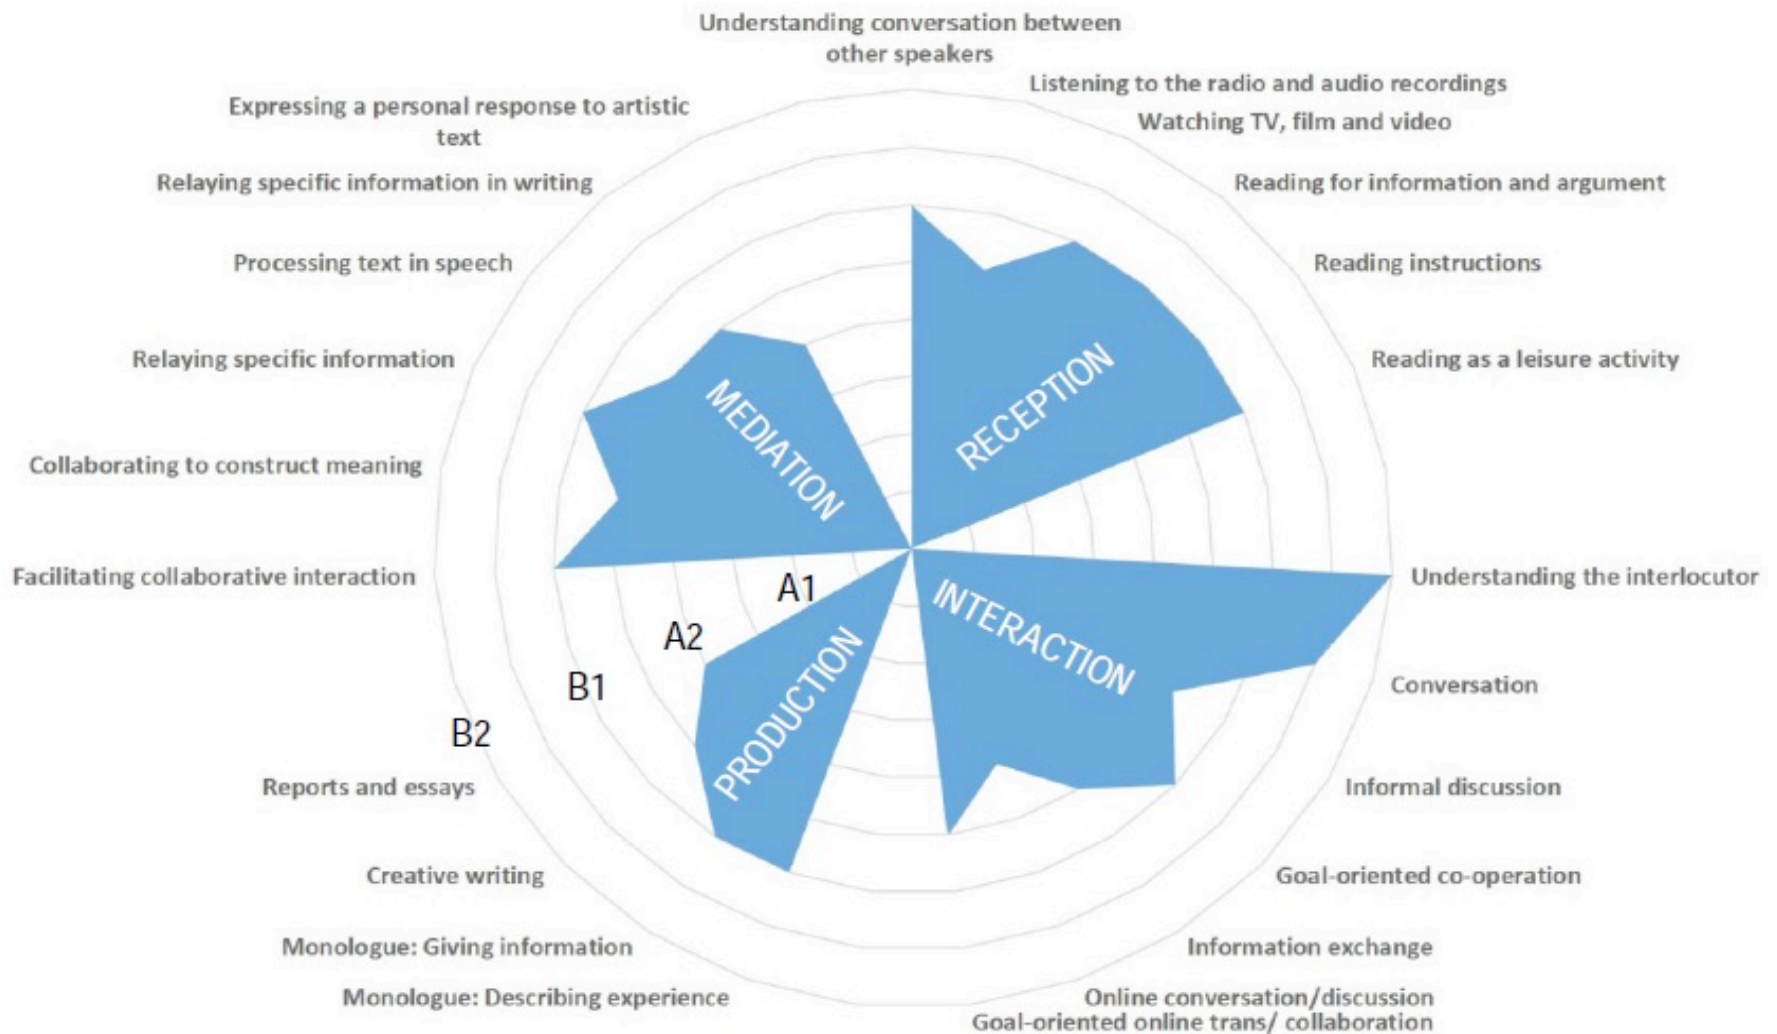 Understanding conversation between
other speakers
Listening to the radio and audio recordings
Watching TV, film and video
Reading for information and argument
Reading instructions
Reading as a leisure activity
Understanding the interlocutor
Conversation
Informal discussion
Goal-oriented co-operation
Information exchange
Online conversation/discussion
Goal-oriented online trans/ collaboration
Monologue: Describing experience
Monologue: Giving information
Creative writing
Reports and essays
Facilitating collaborative interaction
Collaborating to construct meaning
Relaying specific information
Processing text in speech
Relaying specific information in writing
Expressing a personal response to artistic
text
RECEPTION
INTERACTION
PRODUCTION
MEDIATION
A1
A2
B1
B2